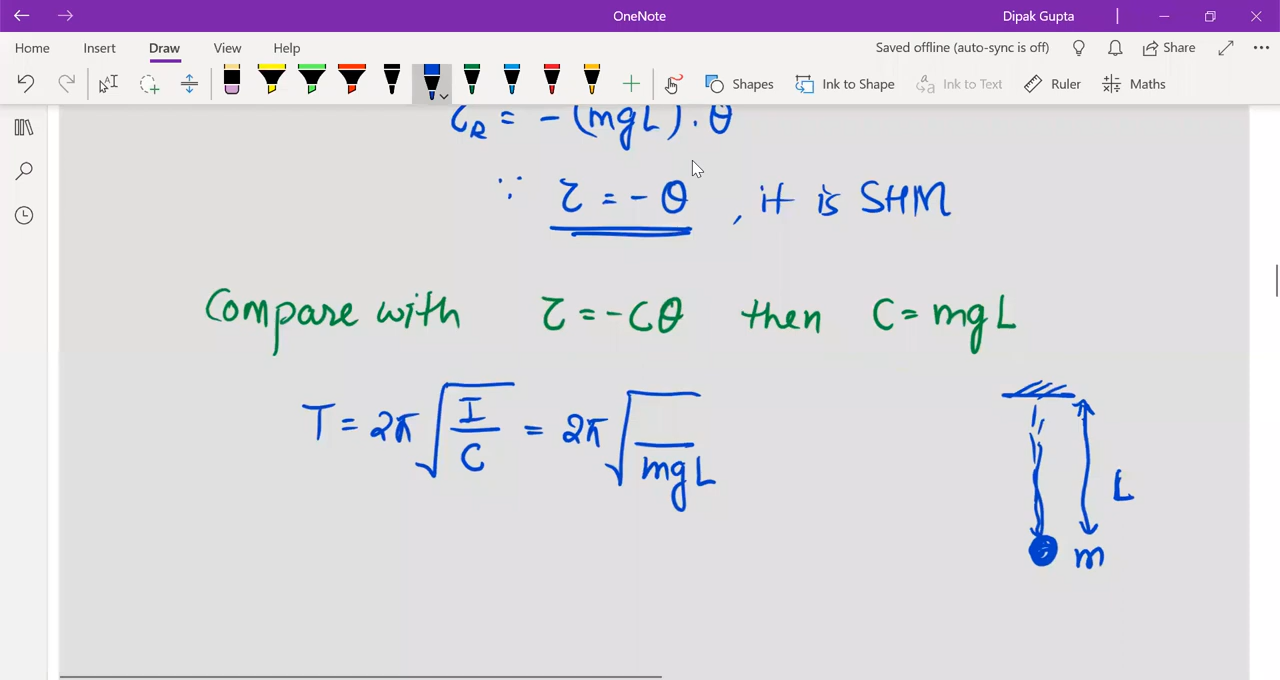 OneNote
Dipak Gupta
Home Insert Draw View Help
Saved offline (auto-sync is off)
Share
Shapes
Ink to Shape
Ink to Text
Ruler
Maths
τR = - (mgL) . θ
∵ τ = - θ , it is SHM
Compare with τ = - Cθ then C = mgL
T = 2π √(I/C) = 2π √( /mgL)
L
m